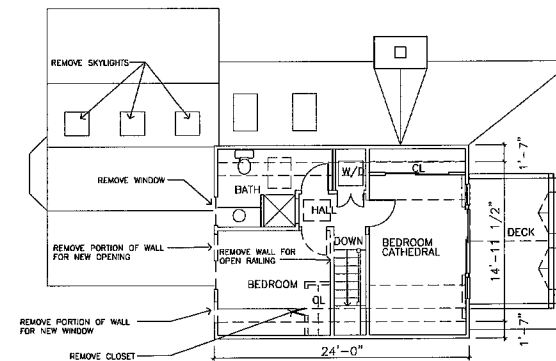 REMOVE SKYLIGHTS
REMOVE WINDOW
REMOVE PORTION OF WALL
FOR NEW OPENING
REMOVE PORTION OF WALL
FOR NEW WINDOW
REMOVE CLOSET
BATH
W/D
CL
HALL
REMOVE WALL FOR
OPEN RAILING
DOWN
BEDROOM
CATHEDRAL
DECK
BEDROOM
CL
1'-7"
14'-11 1/2"
1'-7"
24'-0"